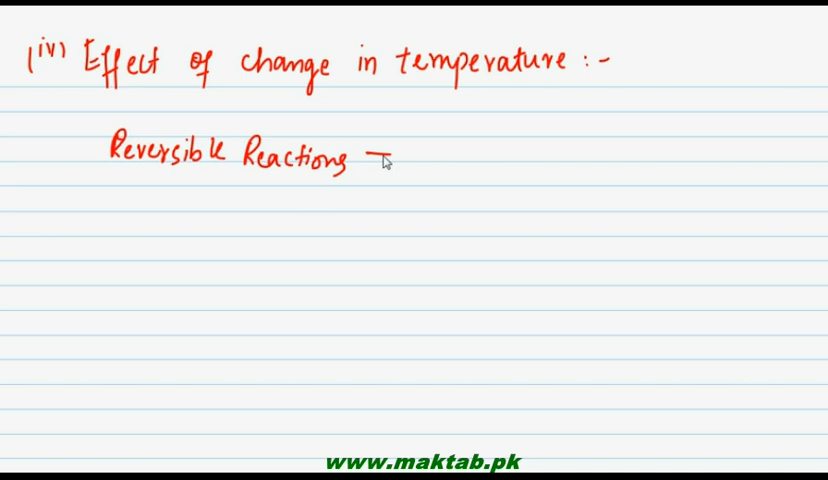 (iv) Effect of change in temperature :-
Reversible Reactions -
www.maktab.pk